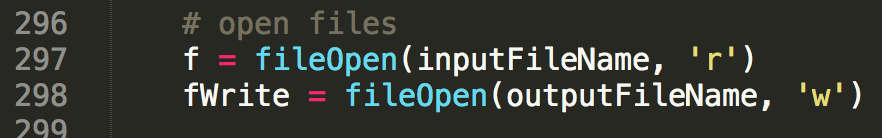 296 # open files
297 f = fileOpen(inputFileName, 'r')
298 fWrite = fileOpen(outputFileName, 'w')
299